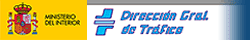 MINISTERIO
DEL INTERIOR
Dirección Gral.
de Tráfico